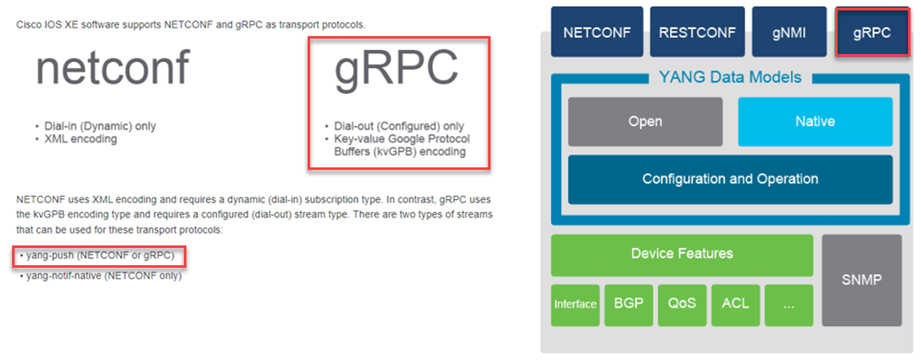 Cisco IOS XE software supports NETCONF and gRPC as transport protocols.
netconf
• Dial-in (Dynamic) only
• XML encoding
gRPC
• Dial-out (Configured) only
• Key-value Google Protocol
Buffers (kvGPB) encoding
NETCONF uses XML encoding and requires a dynamic (dial-in) subscription type. In contrast, gRPC uses
the kvGPB encoding type and requires a configured (dial-out) stream type. There are two types of streams
that can be used for these transport protocols:
• yang-push (NETCONF or gRPC)
• yang-notif-native (NETCONF only)
NETCONF
RESTCONF
gNMI
gRPC
YANG Data Models
Open
Native
Configuration and Operation
Device Features
Interface
BGP
QoS
ACL
...
SNMP